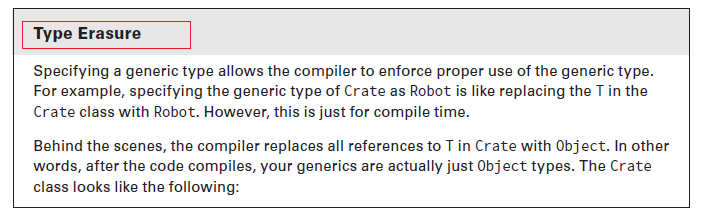 Type Erasure
Specifying a generic type allows the compiler to enforce proper use of the generic type.
For example, specifying the generic type of Crate as Robot is like replacing the T in the
Crate class with Robot. However, this is just for compile time.
Behind the scenes, the compiler replaces all references to T in Crate with Object. In other
words, after the code compiles, your generics are actually just Object types. The Crate
class looks like the following: